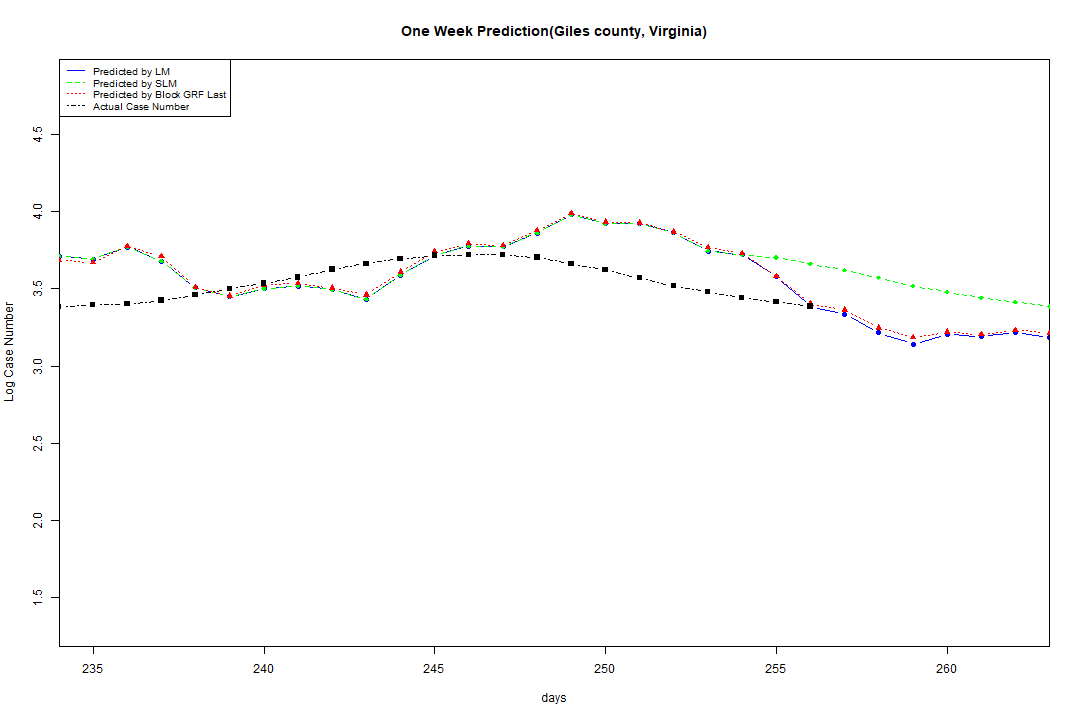 One Week Prediction(Giles county, Virginia)
Predicted by LM
Predicted by SLM
Predicted by Block GRF Last
Actual Case Number
Log Case Number
4.5
4.0
3.5
3.0
2.5
2.0
1.5
235 240 245 250 255 260
days